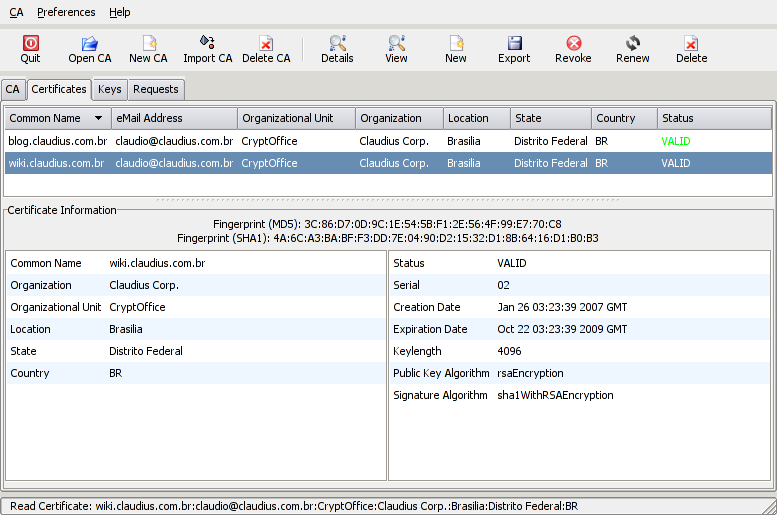 CA Preferences Help
Quit Open CA New CA Import CA Delete CA Details View New Export Revoke Renew Delete
CA Certificates Keys Requests
Common Name eMail Address Organizational Unit Organization Location State Country Status
blog.claudius.com.br claudio@claudius.com.br CryptOffice Claudius Corp. Brasilia Distrito Federal BR VALID
wiki.claudius.com.br claudio@claudius.com.br CryptOffice Claudius Corp. Brasilia Distrito Federal BR VALID
Certificate Information
Fingerprint (MD5): 3C:86:D7:0D:9C:1E:54:5B:F1:2E:56:4F:99:E7:70:C8
Fingerprint (SHA1): 4A:6C:A3:BA:BF:F3:DD:7E:04:90:D2:15:32:D1:8B:64:16:D1:B0:B3
Common Name wiki.claudius.com.br
Organization Claudius Corp.
Organizational Unit CryptOffice
Location Brasilia
State Distrito Federal
Country BR
Status VALID
Serial 02
Creation Date Jan 26 03:23:39 2007 GMT
Expiration Date Oct 22 03:23:39 2009 GMT
Keylength 4096
Public Key Algorithm rsaEncryption
Signature Algorithm sha1WithRSAEncryption
Read Certificate: wiki.claudius.com.br:claudio@claudius.com.br:CryptOffice:Claudius Corp.:Brasilia:Distrito Federal:BR